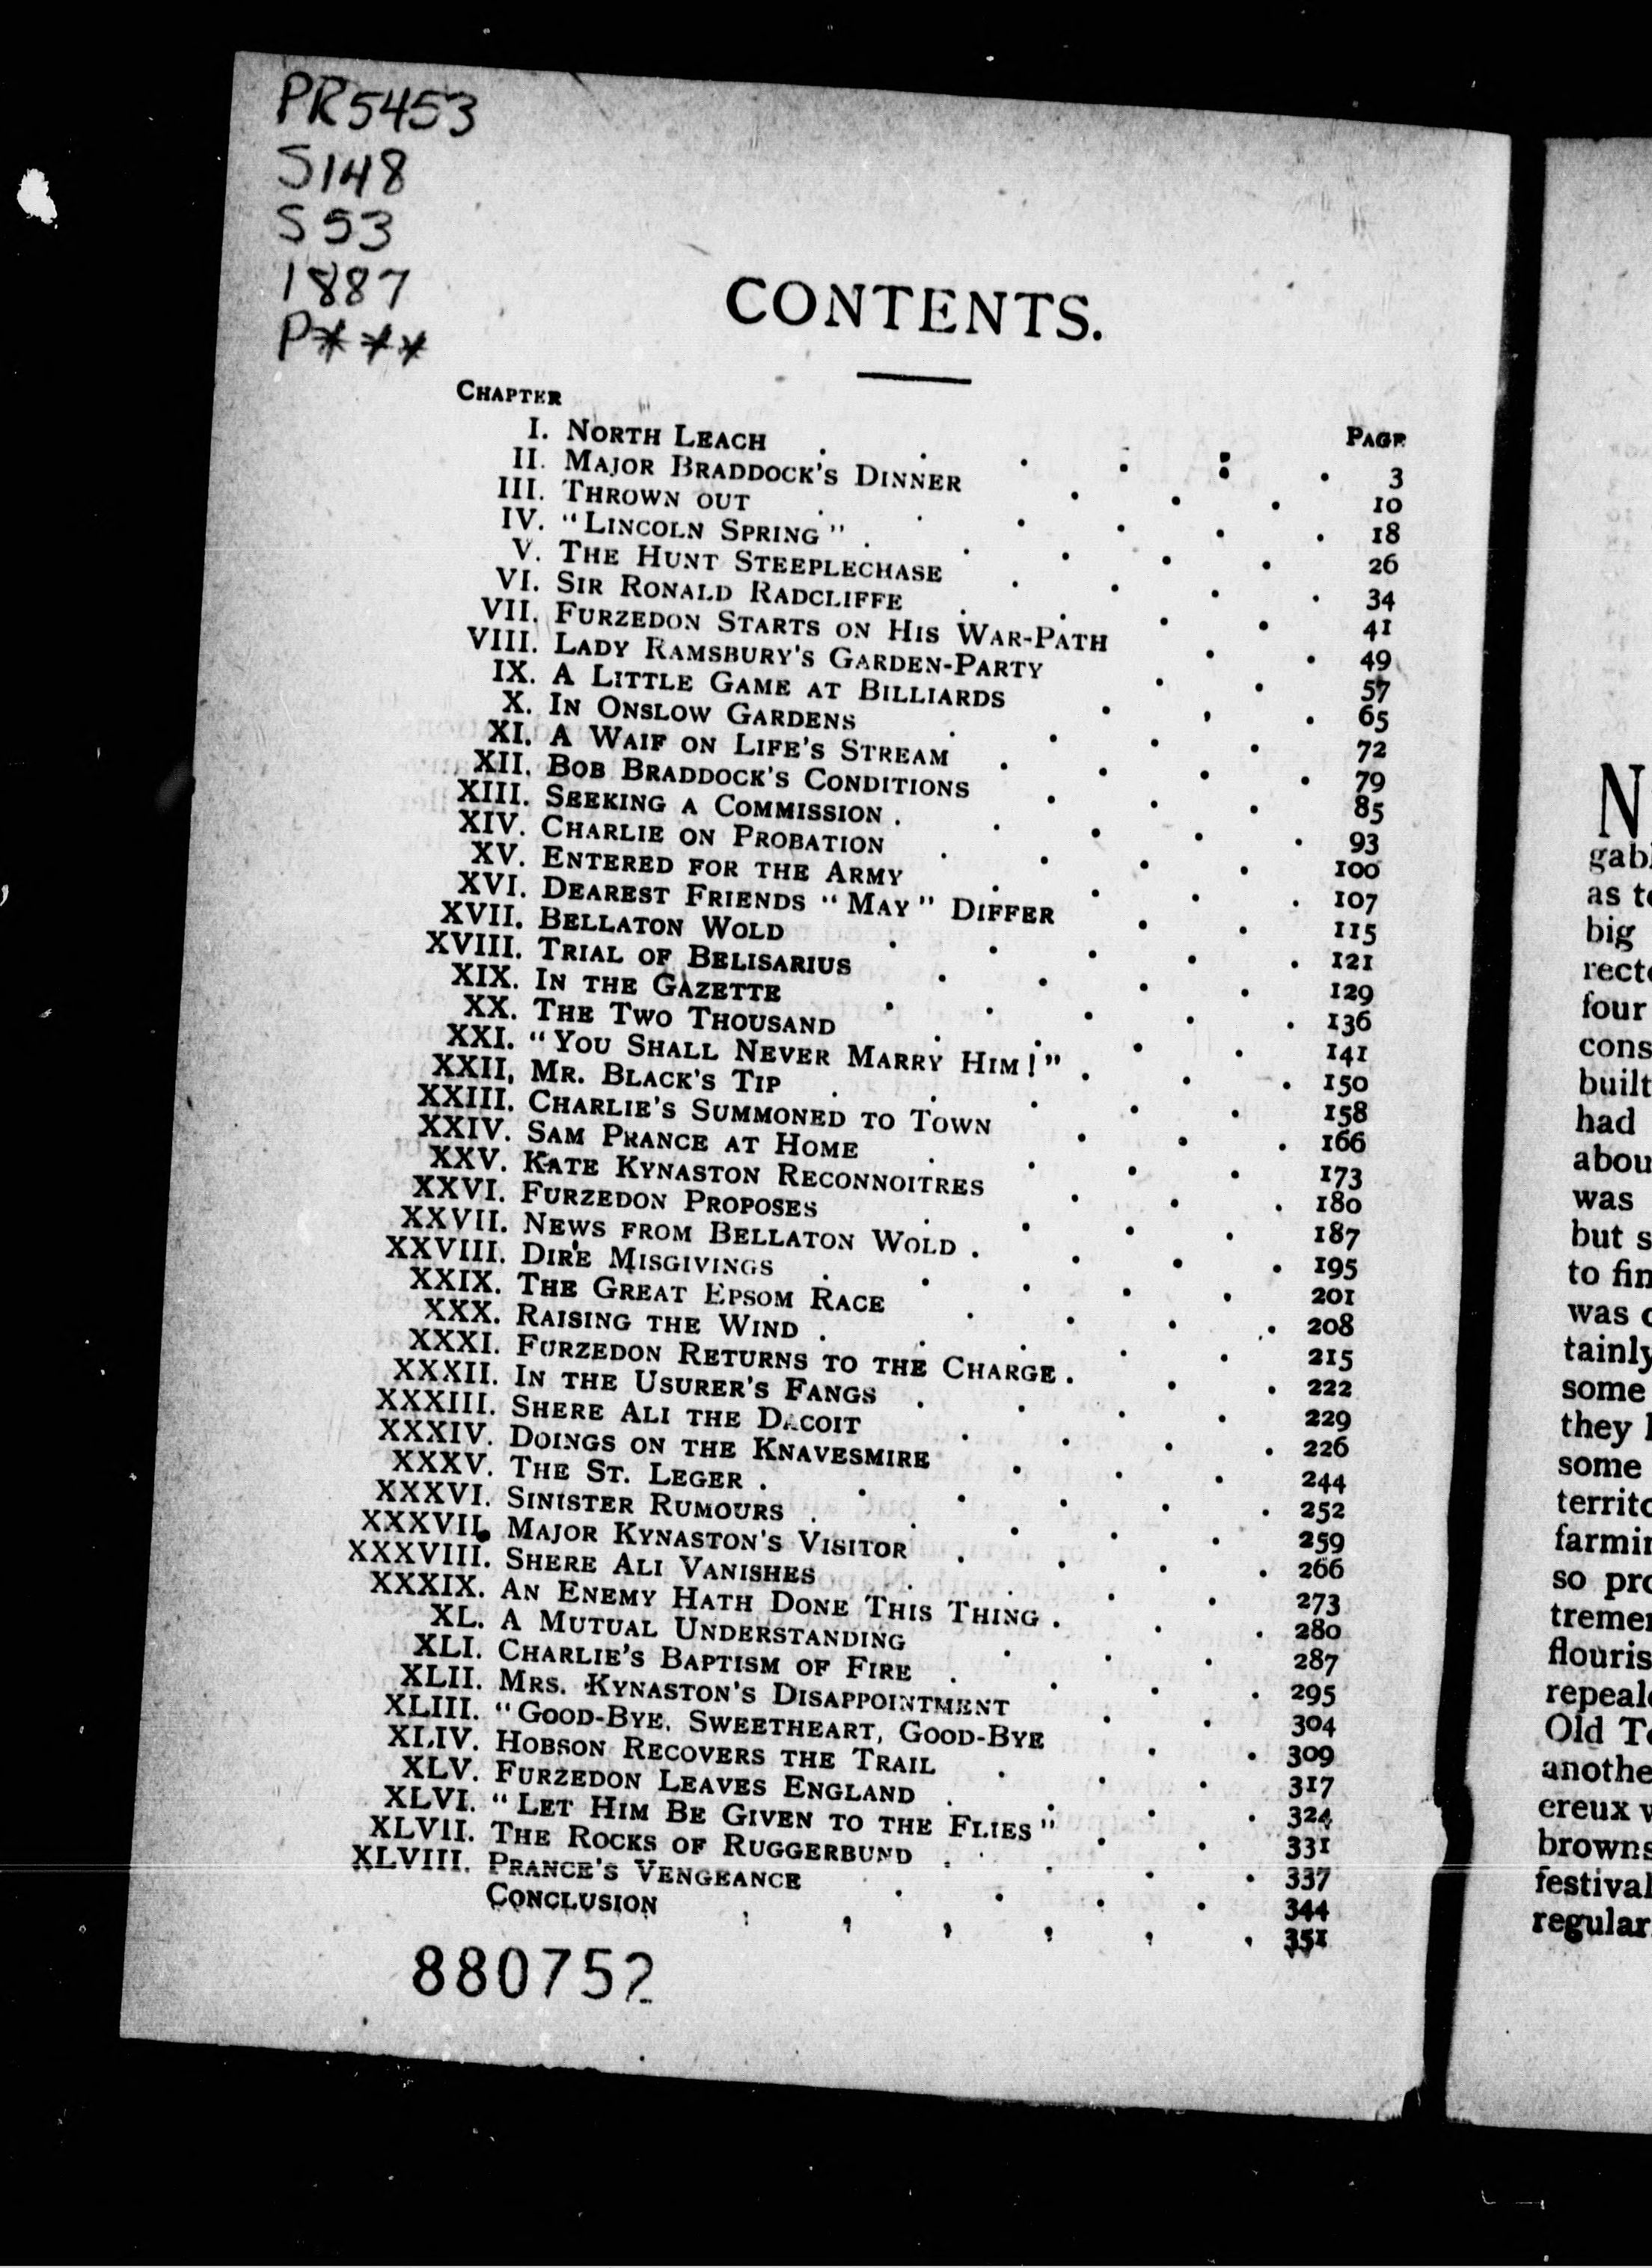 PR5453
S148
S53
1887
P***
CONTENTS.
CHAPTER PAGE
I. NORTH LEACH . . . . : . 3
II. MAJOR BRADDOCK'S DINNER . . . 10
III. THROWN OUT . . . . . . 18
IV. "LINCOLN SPRING" . . . . . 26
V. THE HUNT STEEPLECHASE . . . . 34
VI. SIR RONALD RADCLIFFE . . . . 41
VII. FURZEDON STARTS ON HIS WAR-PATH . . 49
VIII. LADY RAMSBURY'S GARDEN-PARTY . . 57
IX. A LITTLE GAME AT BILLIARDS . . . 65
X. IN ONSLOW GARDENS . . . . 72
XI. A WAIF ON LIFE'S STREAM . . . . 79
XII. BOB BRADDOCK'S CONDITIONS . . . 85
XIII. SEEKING A COMMISSION . . . . . 93
XIV. CHARLIE ON PROBATION . . . . 100
XV. ENTERED FOR THE ARMY . . . . 107
XVI. DEAREST FRIENDS "MAY" DIFFER . . 115
XVII. BELLATON WOLD . . . . . 121
XVIII. TRIAL OF BELISARIUS . . . . 129
XIX. IN THE GAZETTE . . . . . 136
XX. THE TWO THOUSAND . . . . 141
XXI. "YOU SHALL NEVER MARRY HIM!" . . . 150
XXII. MR. BLACK'S TIP . . . . . 158
XXIII. CHARLIE'S SUMMONED TO TOWN . . . 166
XXIV. SAM PRANCE AT HOME . . . . 173
XXV. KATE KYNASTON RECONNOITRES . . . 180
XXVI. FURZEDON PROPOSES . . . . 187
XXVII. NEWS FROM BELLATON WOLD . . . 195
XXVIII. DIRE MISGIVINGS . . . . . 201
XXIX. THE GREAT EPSOM RACE . . . . 208
XXX. RAISING THE WIND . . . . . 215
XXXI. FURZEDON RETURNS TO THE CHARGE . . . 222
XXXII. IN THE USURER'S FANGS . . . . 229
XXXIII. SHERE ALI THE DACOIT . . . . 226
XXXIV. DOINGS ON THE KNAVESMIRE . . . 244
XXXV. THE ST. LEGER . . . . . . 252
XXXVI. SINISTER RUMOURS . . . . . 259
XXXVII. MAJOR KYNASTON'S VISITOR . . . . 266
XXXVIII. SHERE ALI VANISHES . . . . 273
XXXIX. AN ENEMY HATH DONE THIS THING . . . 280
XL. A MUTUAL UNDERSTANDING . . . 287
XLI. CHARLIE'S BAPTISM OF FIRE . . . . 295
XLII. MRS. KYNASTON'S DISAPPOINTMENT . . 304
XLIII. "GOOD-BYE, SWEETHEART, GOOD-BYE . . 309
XLIV. HOBSON RECOVERS THE TRAIL . . . 317
XLV. FURZEDON LEAVES ENGLAND . . . . 324
XLVI. "LET HIM BE GIVEN TO THE FLIES" . . 331
XLVII. THE ROCKS OF RUGGERBUND . . . . 337
XLVIII. PRANCE'S VENGEANCE . . . . 344
CONCLUSION . . . . . . 351
880752
N
gab
as t
big
rect
four
cons
built
had
abou
was
but s
to fin
was c
tainly
some
they
some
territo
farmin
so pro
tremen
flouris
repeal
Old T
anothe
ereux
browns
festival
regular